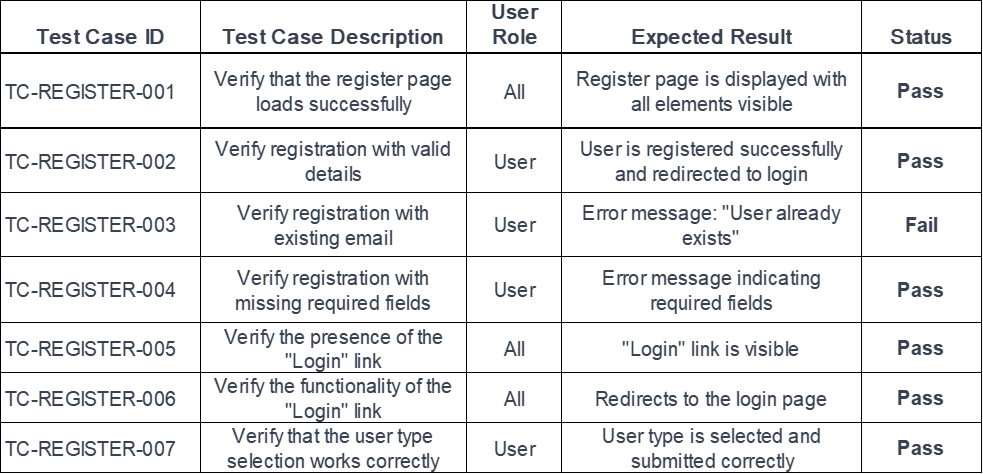 Test Case ID Test Case Description User Role Expected Result Status
TC-REGISTER-001 Verify that the register page loads successfully All Register page is displayed with all elements visible Pass
TC-REGISTER-002 Verify registration with valid details User User is registered successfully and redirected to login Pass
TC-REGISTER-003 Verify registration with existing email User Error message: "User already exists" Fail
TC-REGISTER-004 Verify registration with missing required fields User Error message indicating required fields Pass
TC-REGISTER-005 Verify the presence of the "Login" link All "Login" link is visible Pass
TC-REGISTER-006 Verify the functionality of the "Login" link All Redirects to the login page Pass
TC-REGISTER-007 Verify that the user type selection works correctly User User type is selected and submitted correctly Pass